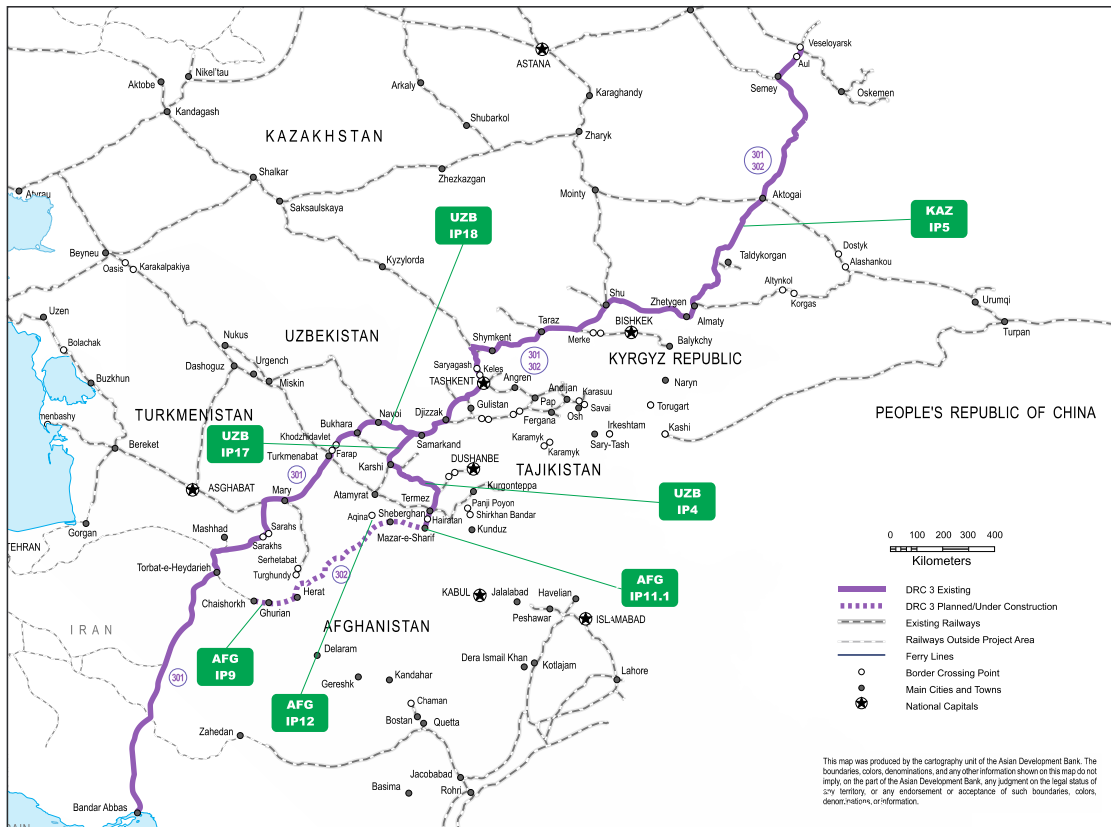 Veseloyarsk
Aul
ASTANA
Nikel'tau
Aktobe
Arkaly
Semey
Karaghandy
Oskemen
Kandagash
Shubarkol
KAZAKHSTAN
Zharyk
301
302
Shalkar
Zhezkazgan
Mointy
Aktogai
Atyrau
Saksaulskaya
UZB
IP18
KAZ
IP5
Beyneu
Oasis
Karakalpakiya
Kyzylorda
Dostyk
Alashankou
Taldykorgan
Altynkol
Korgas
Uzen
Shu
Zhetygen
Almaty
Urumqi
Turpan
Bolachak
Nukus
UZBEKISTAN
Taraz
BISHKEK
Merke
Balykchy
Shymkent
301
302
KYRGYZ REPUBLIC
Dashoguz
Urgench
Miskin
Saryagash
Keles
TASHKENT
Angren
Naryn
Buzkhun
Andijan
Karasuu
Savai
Pap
Gulistan
Fergana
Osh
Torugart
menbashy
TURKMENISTAN
Bukhara
Navoi
Djizzak
Irkeshtam
Kashi
PEOPLE'S REPUBLIC OF CHINA
UZB
IP17
Khodzhidavlet
Farap
Samarkand
Karamyk
Karamyk
Sary-Tash
Bereket
Turkmenabat
Karshi
DUSHANBE
TAJIKISTAN
301
ASGHABAT
Mary
Atamyrat
Kurgonteppa
Termez
Panji Poyon
Shirkhan Bandar
UZB
IP4
Gorgan
Mashhad
Sarahs
Sarakhs
Aqina
Sheberghan
Hairatan
Kunduz
Mazar-e-Sharif
TEHRAN
Torbat-e-Heydarieh
Serhetabat
Turghundy
302
Herat
Chaishorkh
Ghurian
KABUL
Jalalabad
Havelian
Peshawar
ISLAMABAD
AFG
IP11.1
IRAN
AFGHANISTAN
Delaram
AFG
IP9
301
Gereshk
Kandahar
Dera Ismail Khan
Kotlajam
Lahore
AFG
IP12
Chaman
Bostan
Quetta
Zahedan
Jacobabad
Basima
Rohri
Bandar Abbas
0
100
200
300
400
Kilometers
DRC 3 Existing
DRC 3 Planned/Under Construction
Existing Railways
Railways Outside Project Area
Ferry Lines
Border Crossing Point
Main Cities and Towns
National Capitals
This map was produced by the cartography unit of the Asian Development Bank. The
boundaries, colors, denominations, and any other information shown on this map do not
imply, on the part of the Asian Development Bank, any judgment on the legal status of
any territory, or any endorsement or acceptance of such boundaries, colors,
denominations, or information.